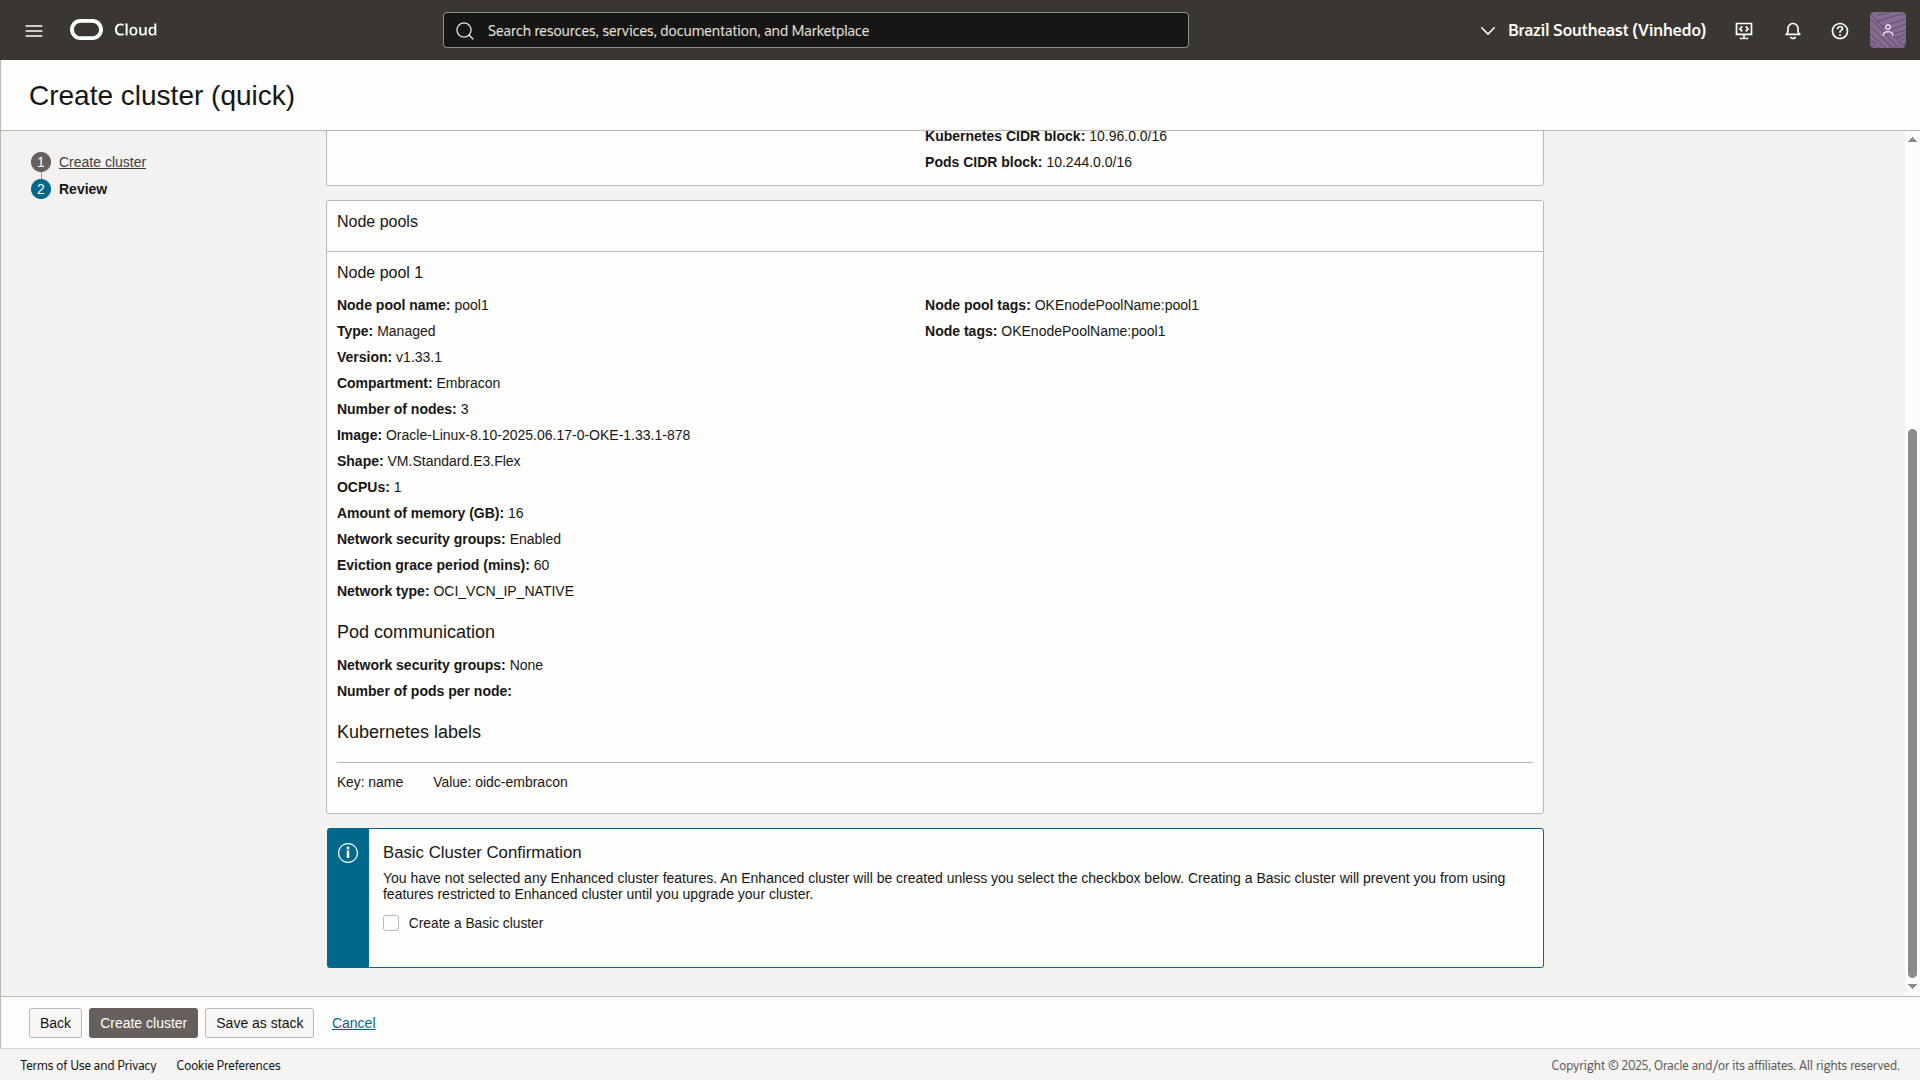 Cloud
Search resources, services, documentation, and Marketplace
Brazil Southeast (Vinhedo)
Create cluster (quick)
1 Create cluster
2 Review
Kubernetes CIDR block: 10.96.0.0/16
Pods CIDR block: 10.244.0.0/16
Node pools
Node pool 1
Node pool name: pool1
Type: Managed
Version: v1.33.1
Compartment: Embracon
Number of nodes: 3
Image: Oracle-Linux-8.10-2025.06.17-0-OKE-1.33.1-878
Shape: VM.Standard.E3.Flex
OCPUs: 1
Amount of memory (GB): 16
Network security groups: Enabled
Eviction grace period (mins): 60
Network type: OCI_VCN_IP_NATIVE
Node pool tags: OKEnodePoolName:pool1
Node tags: OKEnodePoolName:pool1
Pod communication
Network security groups: None
Number of pods per node:
Kubernetes labels
Key: name Value: oidc-embracon
Basic Cluster Confirmation
You have not selected any Enhanced cluster features. An Enhanced cluster will be created unless you select the checkbox below. Creating a Basic cluster will prevent you from using
features restricted to Enhanced cluster until you upgrade your cluster.
Create a Basic cluster
Back Create cluster Save as stack Cancel
Terms of Use and Privacy Cookie Preferences
Copyright © 2025, Oracle and/or its affiliates. All rights reserved.